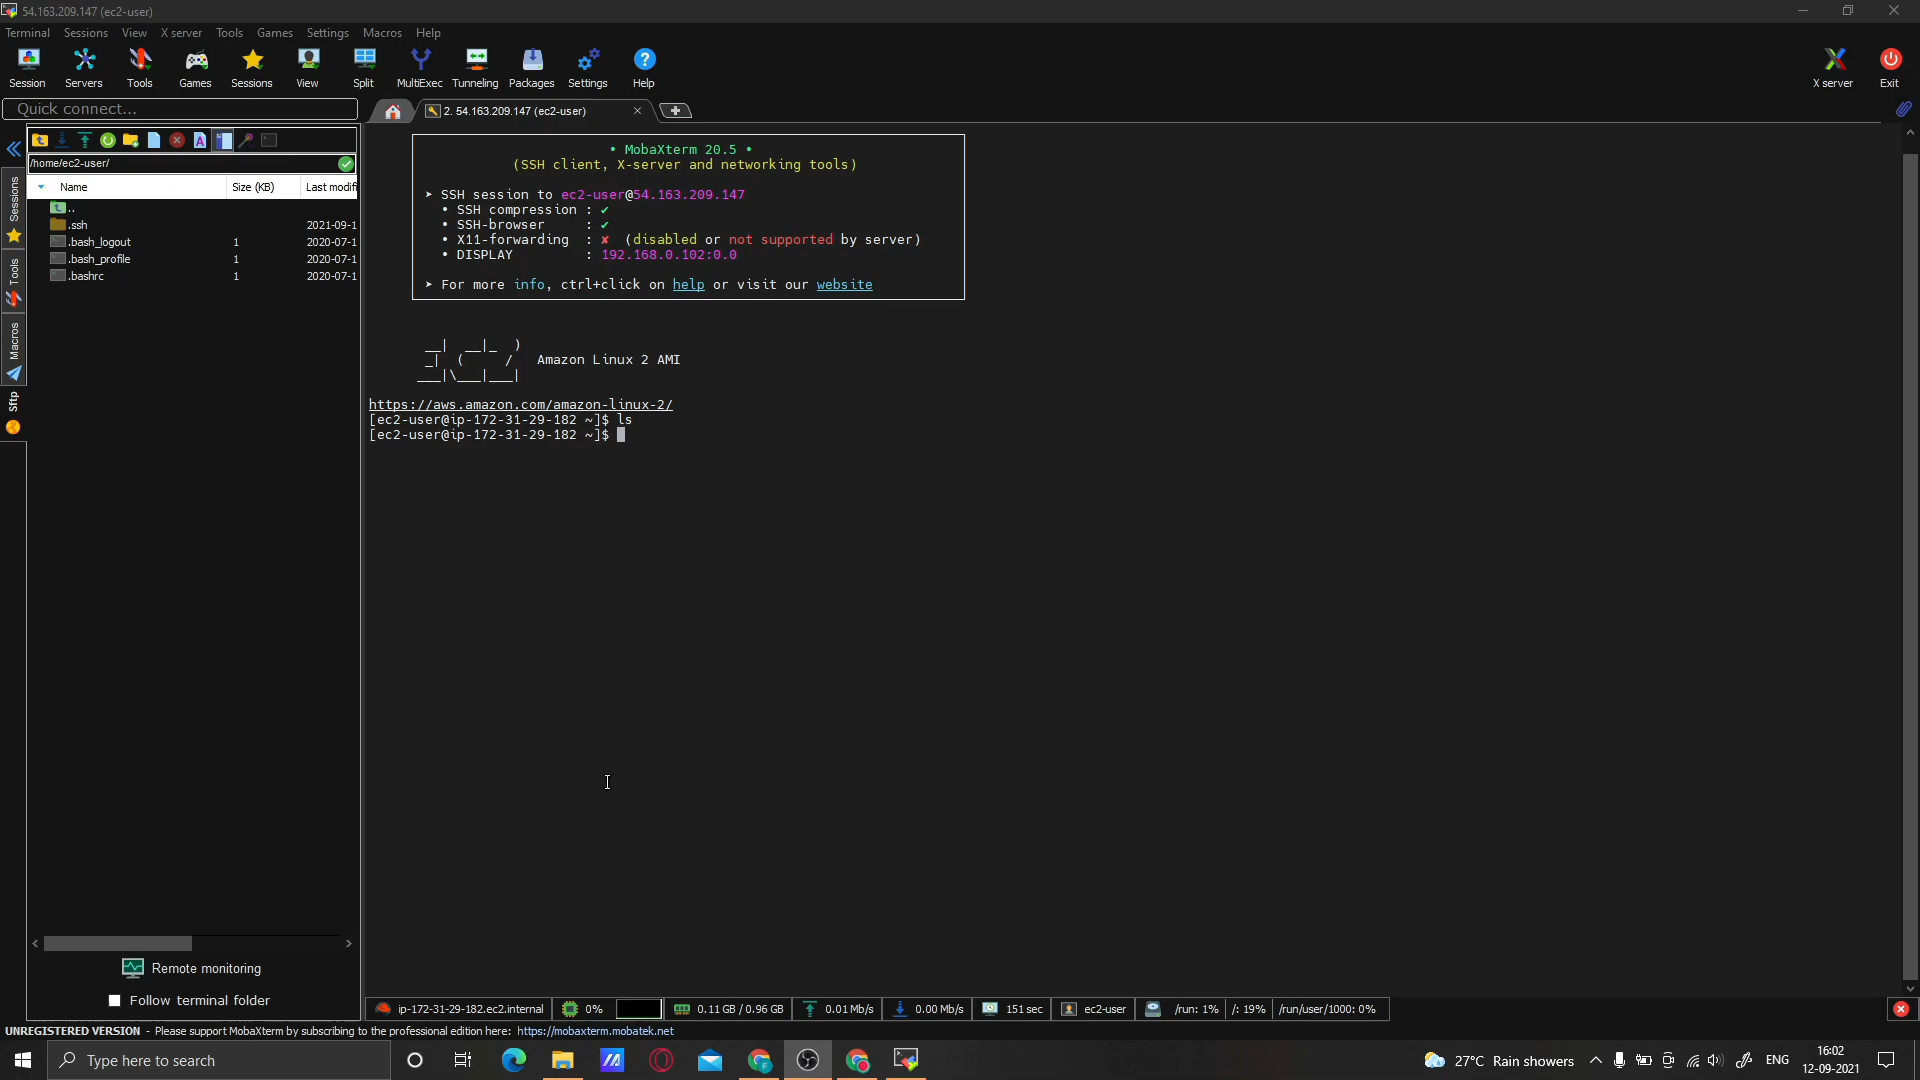 54.163.209.147 (ec2-user)
Terminal Sessions View X server Tools Games Settings Macros Help
Session Servers Tools Games Sessions View Split MultiExec Tunneling Packages Settings Help X server Exit
Quick connect...
2. 54.163.209.147 (ec2-user)
/home/ec2-user/
Name Size (KB) Last modifi
..
.ssh 2021-09-1
.bash_logout 1 2020-07-1
.bash_profile 1 2020-07-1
.bashrc 1 2020-07-1
Sessions
Tools
Macros
Sftp
• MobaXterm 20.5 •
(SSH client, X-server and networking tools)
➤ SSH session to ec2-user@54.163.209.147
• SSH compression : ✔
• SSH-browser : ✔
• X11-forwarding : ✘ (disabled or not supported by server)
• DISPLAY : 192.168.0.102:0.0
➤ For more info, ctrl+click on help or visit our website
__| __|_ )
_| ( / Amazon Linux 2 AMI
___|\___|___|
https://aws.amazon.com/amazon-linux-2/
[ec2-user@ip-172-31-29-182 ~]$ ls
[ec2-user@ip-172-31-29-182 ~]$
Remote monitoring
Follow terminal folder
ip-172-31-29-182.ec2.internal 0% 0.11 GB / 0.96 GB 0.01 Mb/s 0.00 Mb/s 151 sec ec2-user /run: 1% /: 19% /run/user/1000: 0%
UNREGISTERED VERSION - Please support MobaXterm by subscribing to the professional edition here: https://mobaxterm.mobatek.net
Type here to search
27°C Rain showers
ENG
16:02
12-09-2021